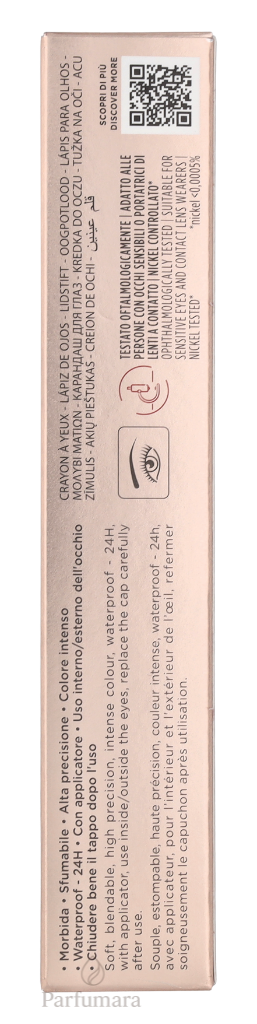 • Morbida • Sfumabile • Alta precisione • Colore intenso
• Waterproof - 24H • Con applicatore • Uso interno/esterno dell'occhio
• Chiudere bene il tappo dopo l'uso
Soft, blendable, high precision, intense colour, waterproof - 24H,
with applicator, use inside/outside the eyes, replace the cap carefully
after use.
Souple, estompable, haute précision, couleur intense, waterproof - 24h,
avec applicateur, pour l'intérieur et l'extérieur de l'œil, refermer
soigneusement le capuchon après utilisation.
CRAYON À YEUX - LÁPIZ DE OJOS - LIDSTIFT - OOGPOTLOOD - LÁPIS PARA OLHOS -
ΜΟΛΥΒΙ ΜΑΤΙΩΝ - КАРАНДАШ ДЛЯ ГЛАЗ - KREDKA DO OCZU - TUŽKA NA OČI - ACU
ZĪMULIS - AKIŲ PIEŠTUKAS - CREION DE OCHI - قلم عينين
TESTATO OFTALMOLOGICAMENTE | ADATTO ALLE
PERSONE CON OCCHI SENSIBILI O PORTATRICI DI
LENTI A CONTATTO | NICKEL CONTROLLATO*
OPHTHALMOLOGICALLY TESTED | SUITABLE FOR
SENSITIVE EYES AND CONTACT LENS WEARERS |
NICKEL TESTED*
*nickel <0,0005%
SCOPRI DI PIÙ
DISCOVER MORE
Parfumara